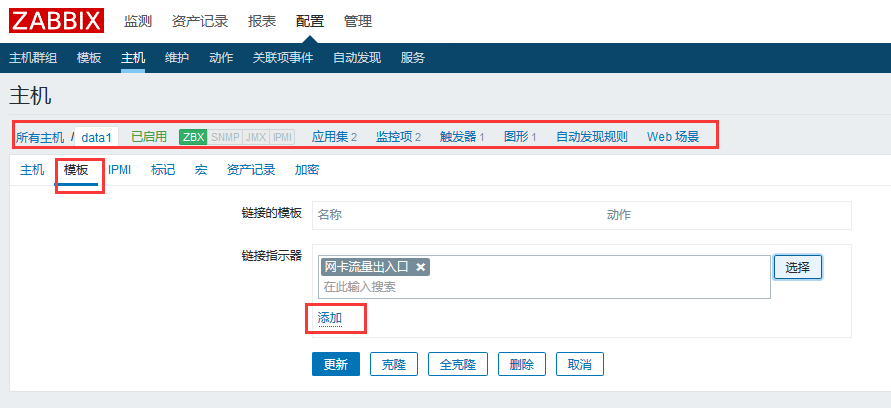 ZABBIX 监测 资产记录 报表 配置 管理
主机群组 模板 主机 维护 动作 关联项事件 自动发现 服务
主机
所有主机 / data1 已启用 ZBX SNMP JMX IPMI 应用集 2 监控项 2 触发器 1 图形 1 自动发现规则 Web 场景
主机 模板 IPMI 标记 宏 资产记录 加密
链接的模板 名称 动作
链接指示器 网卡流量出入口 ✕ 选择
在此输入搜索
添加
更新 克隆 全克隆 删除 取消